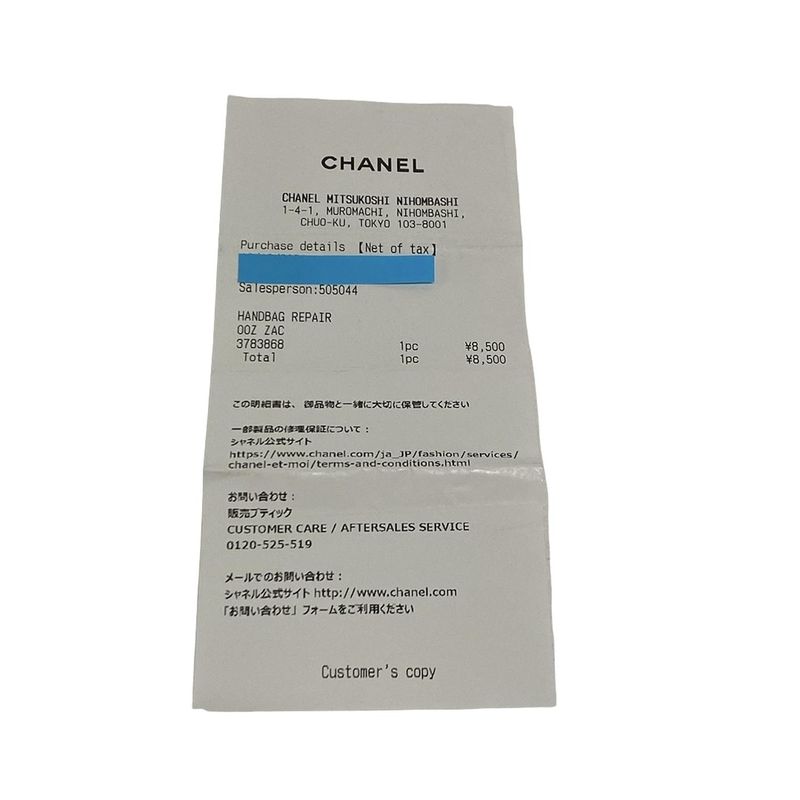 CHANEL
CHANEL MITSUKOSHI NIHOMBASHI
1-4-1, MUROMACHI, NIHOMBASHI,
CHUO-KU, TOKYO 103-8001
Purchase details 【Net of tax】
Salesperson:505044
HANDBAG REPAIR
OOZ ZAC
3783868 1pc ¥8,500
Total 1pc ¥8,500
この明細書は、御品物と一緒に大切に保管してください
一部製品の修理保証について：
シャネル公式サイト
https://www.chanel.com/ja_JP/fashion/services/
chanel-et-moi/terms-and-conditions.html
お問い合わせ：
販売ブティック
CUSTOMER CARE / AFTERSALES SERVICE
0120-525-519
メールでのお問い合わせ：
シャネル公式サイト http://www.chanel.com
「お問い合わせ」フォームをご利用ください
Customer's copy